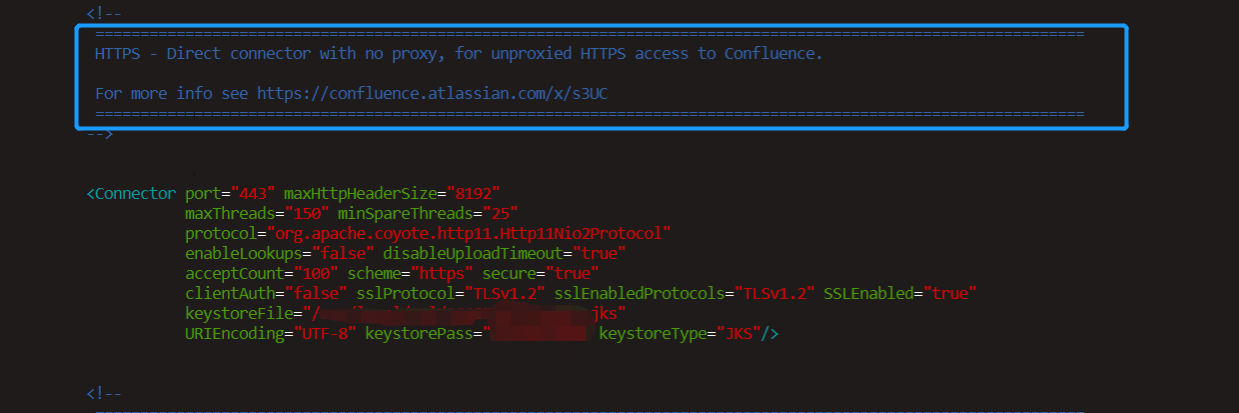 <!--
==============================================================================================================
HTTPS - Direct connector with no proxy, for unproxied HTTPS access to Confluence.
For more info see https://confluence.atlassian.com/x/s3UC
==============================================================================================================
-->
<Connector port="443" maxHttpHeaderSize="8192"
maxThreads="150" minSpareThreads="25"
protocol="org.apache.coyote.http11.Http11Nio2Protocol"
enableLookups="false" disableUploadTimeout="true"
acceptCount="100" scheme="https" secure="true"
clientAuth="false" sslProtocol="TLSv1.2" sslEnabledProtocols="TLSv1.2" SSLEnabled="true"
keystoreFile="/ jks"
URIEncoding="UTF-8" keystorePass=" keystoreType="JKS"/>
<!--